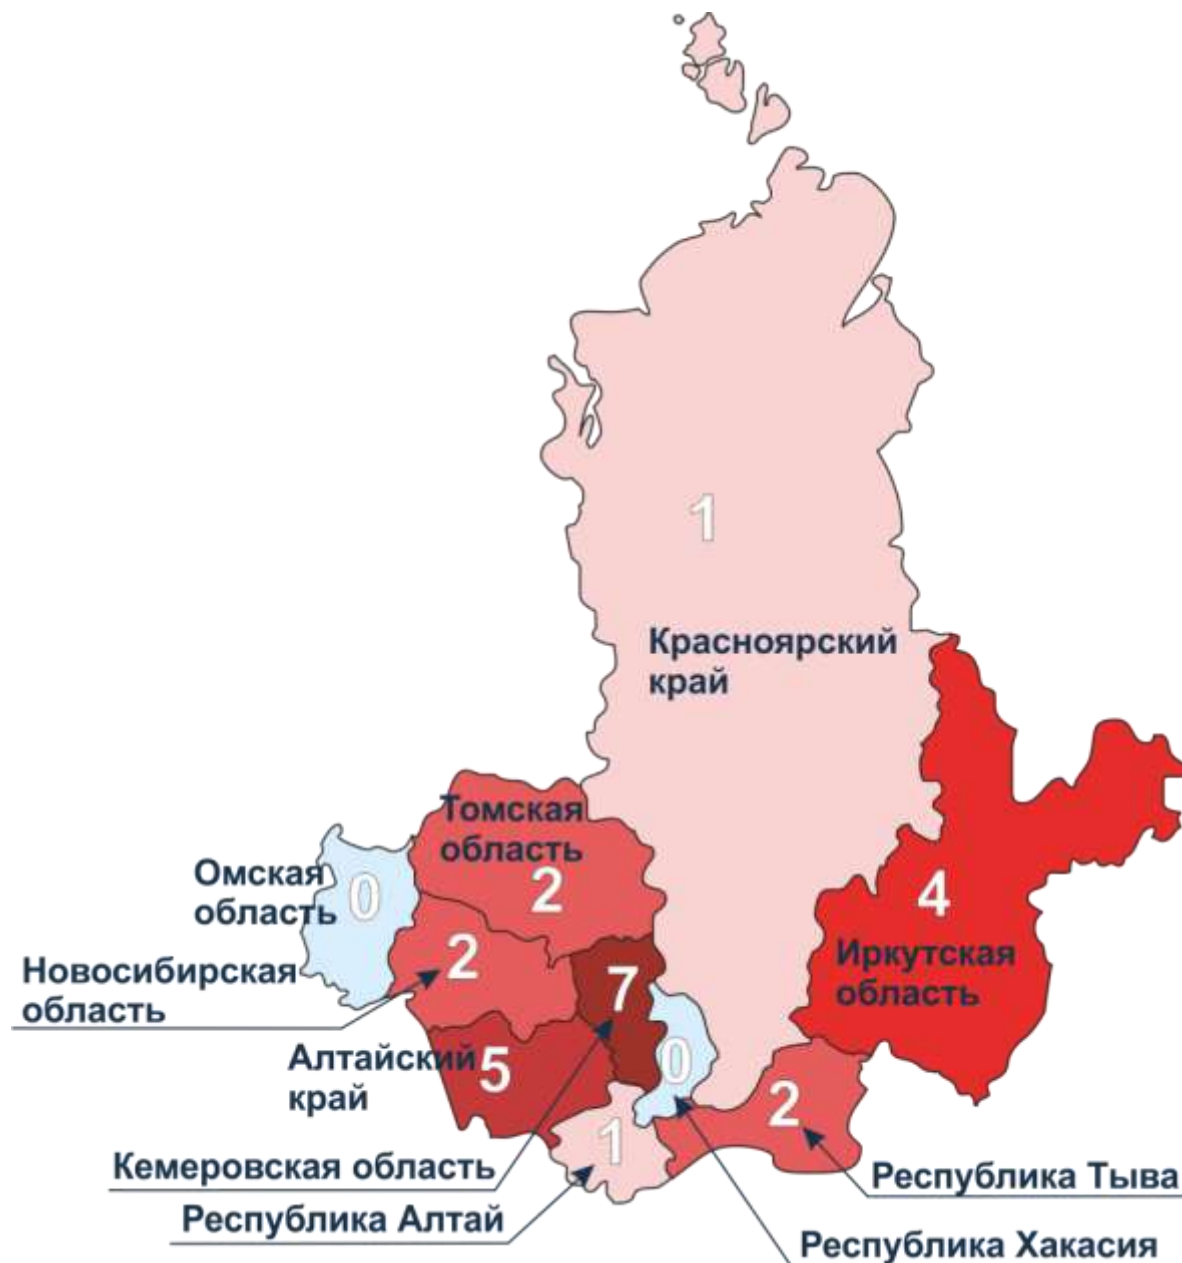 1
Красноярский
край
Томская
область
2
Омская
область
0
4
Иркутская
область
Новосибирская
область
2
7
Алтайский
край
5
0
2
1
Кемеровская область
Республика Тыва
Республика Алтай
Республика Хакасия